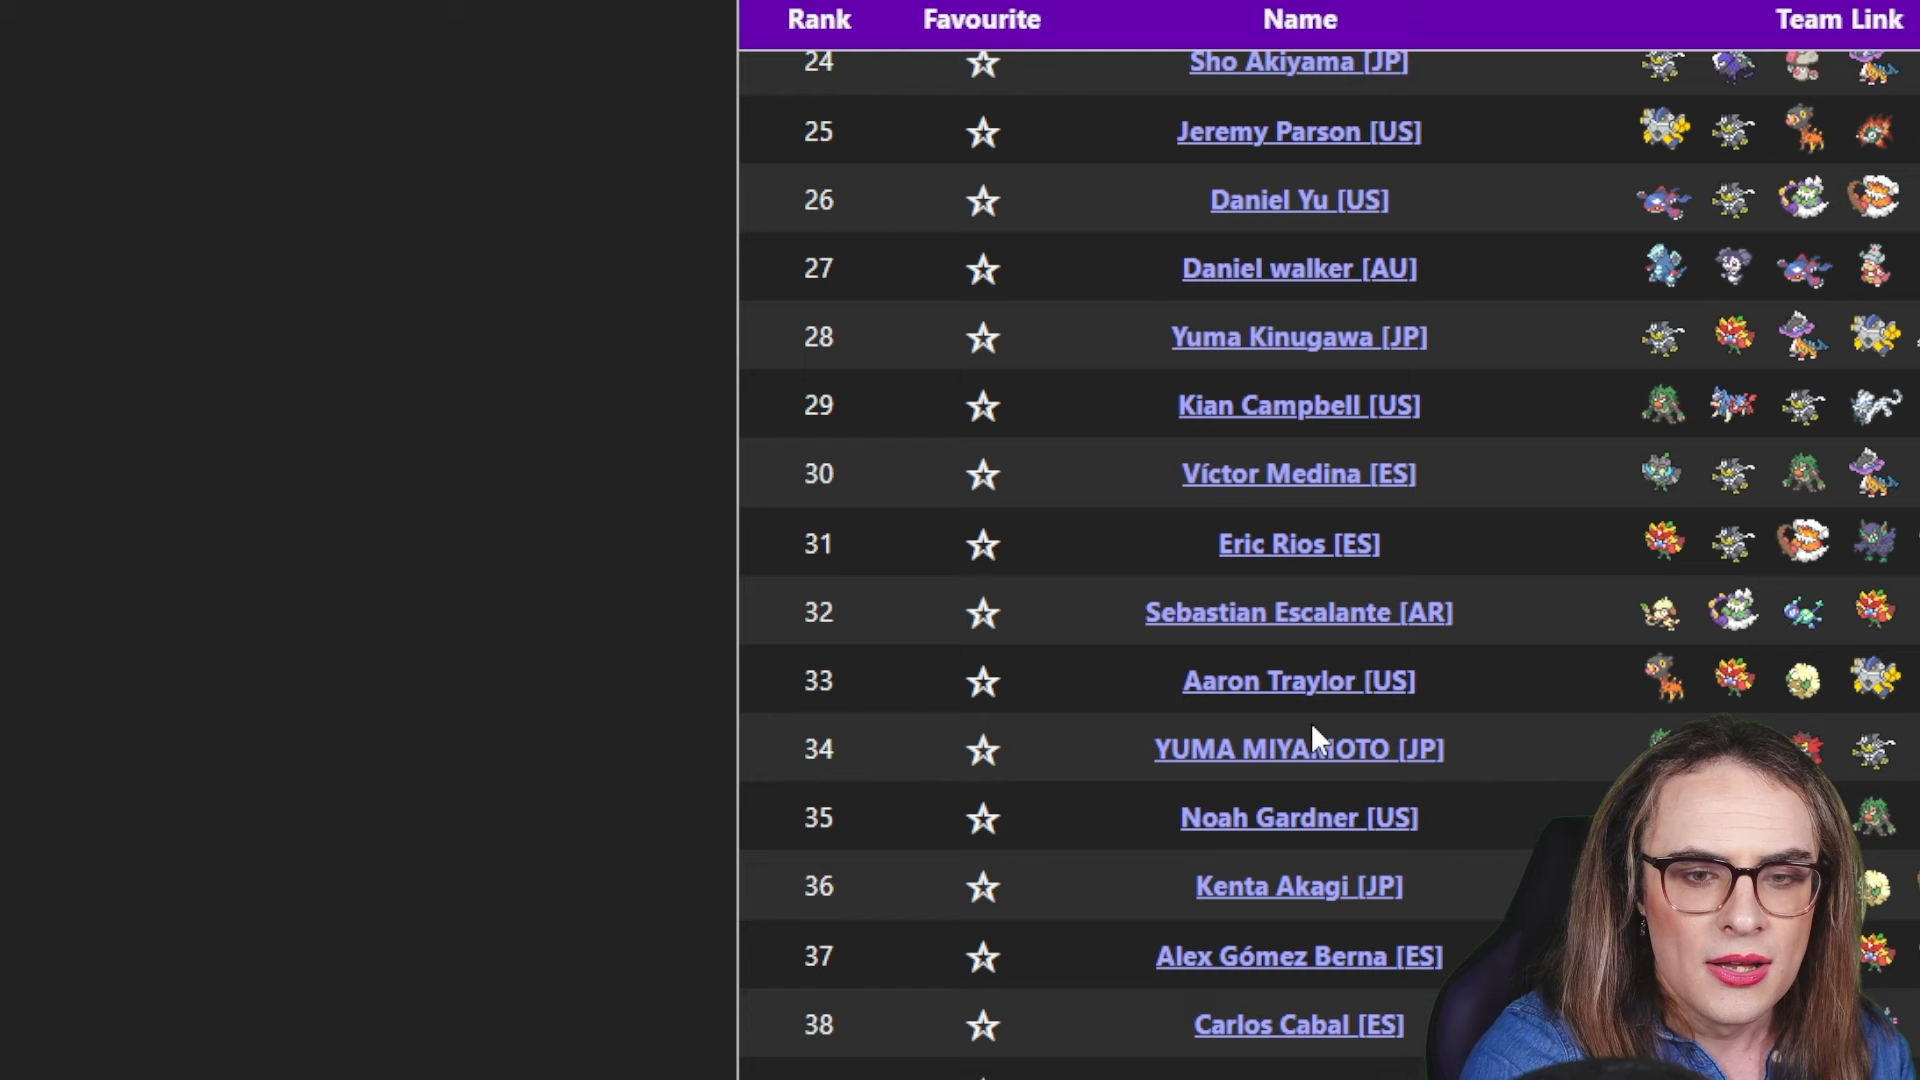 Rank Favourite Name Team Link
24 Sho Akiyama [JP]
25 Jeremy Parson [US]
26 Daniel Yu [US]
27 Daniel walker [AU]
28 Yuma Kinugawa [JP]
29 Kian Campbell [US]
30 Víctor Medina [ES]
31 Eric Rios [ES]
32 Sebastian Escalante [AR]
33 Aaron Traylor [US]
34 YUMA MIYAMOTO [JP]
35 Noah Gardner [US]
36 Kenta Akagi [JP]
37 Alex Gómez Berna [ES]
38 Carlos Cabal [ES]